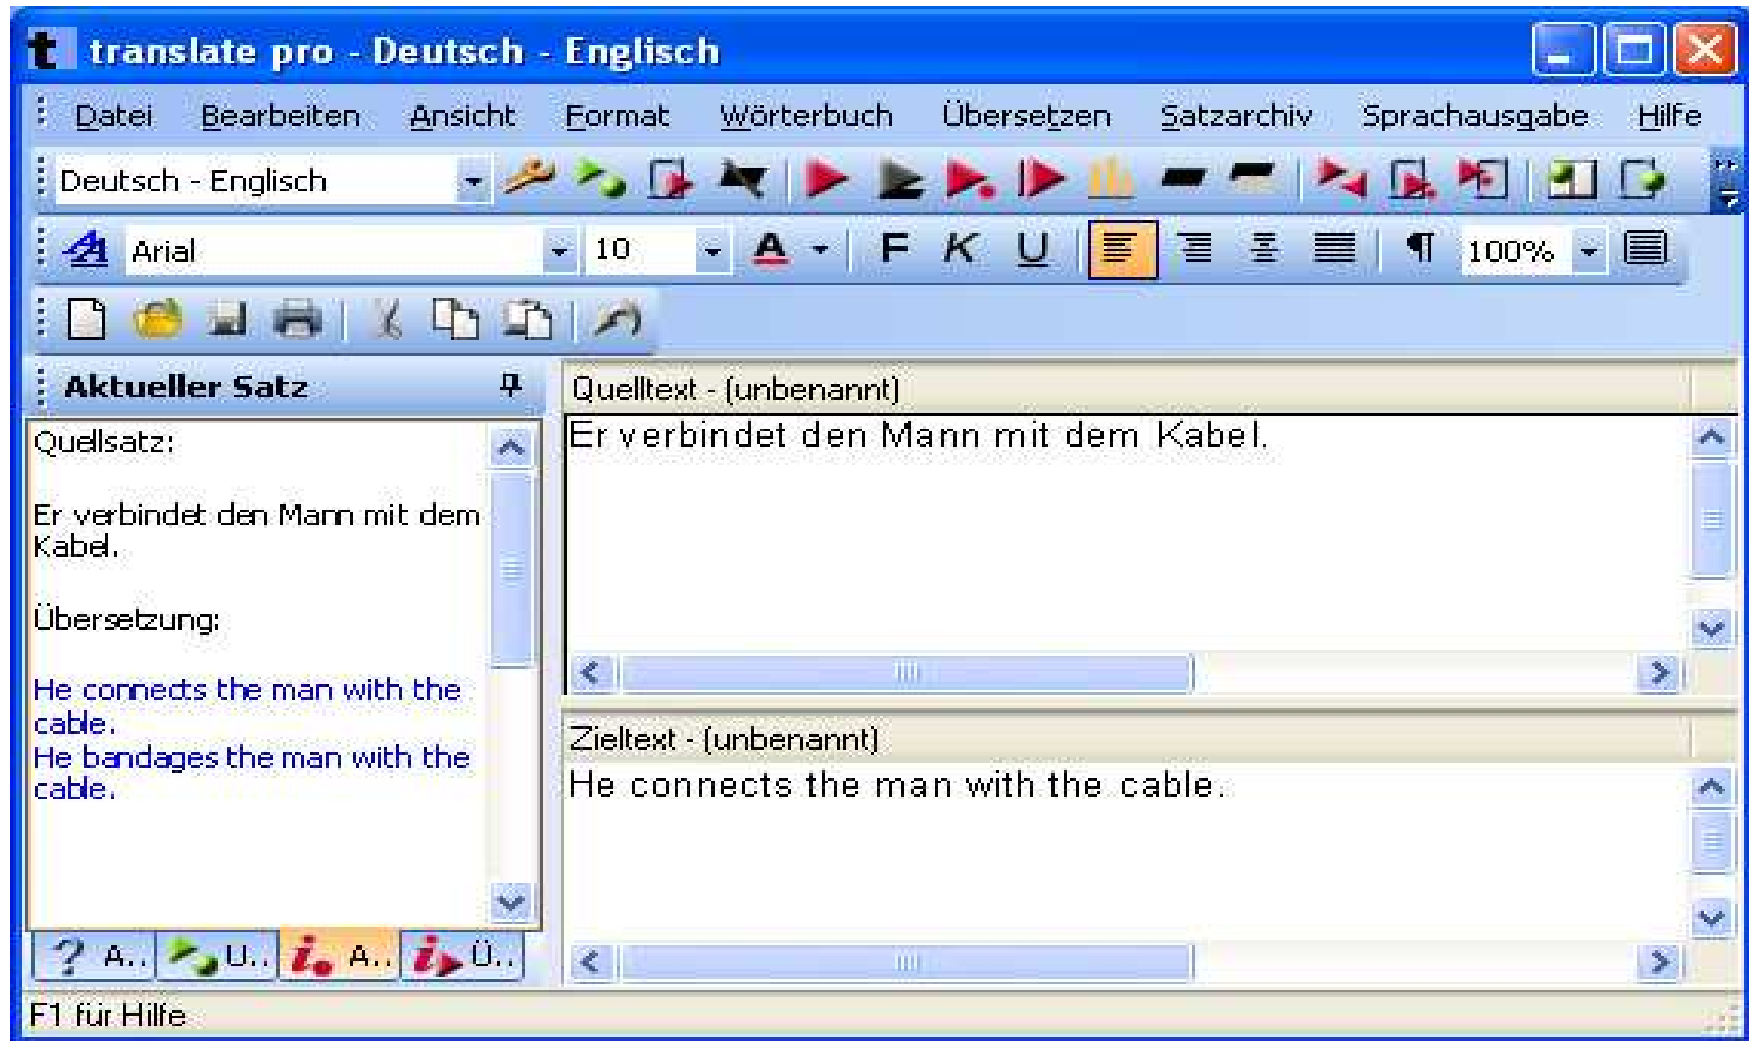 t translate pro - Deutsch - Englisch
Datei Bearbeiten Ansicht Format Wörterbuch Übersetzen Satzarchiv Sprachausgabe Hilfe
Deutsch - Englisch
A Arial 10 A F K U ¶ 100%
Aktueller Satz
Quellsatz:
Er verbindet den Mann mit dem
Kabel.
Übersetzung:
He connects the man with the
cable.
He bandages the man with the
cable.
? A.. U.. i A.. i Ü..
Quelltext - (unbenannt)
Er verbindet den Mann mit dem Kabel.
Zieltext - (unbenannt)
He connects the man with the cable.
F1 für Hilfe